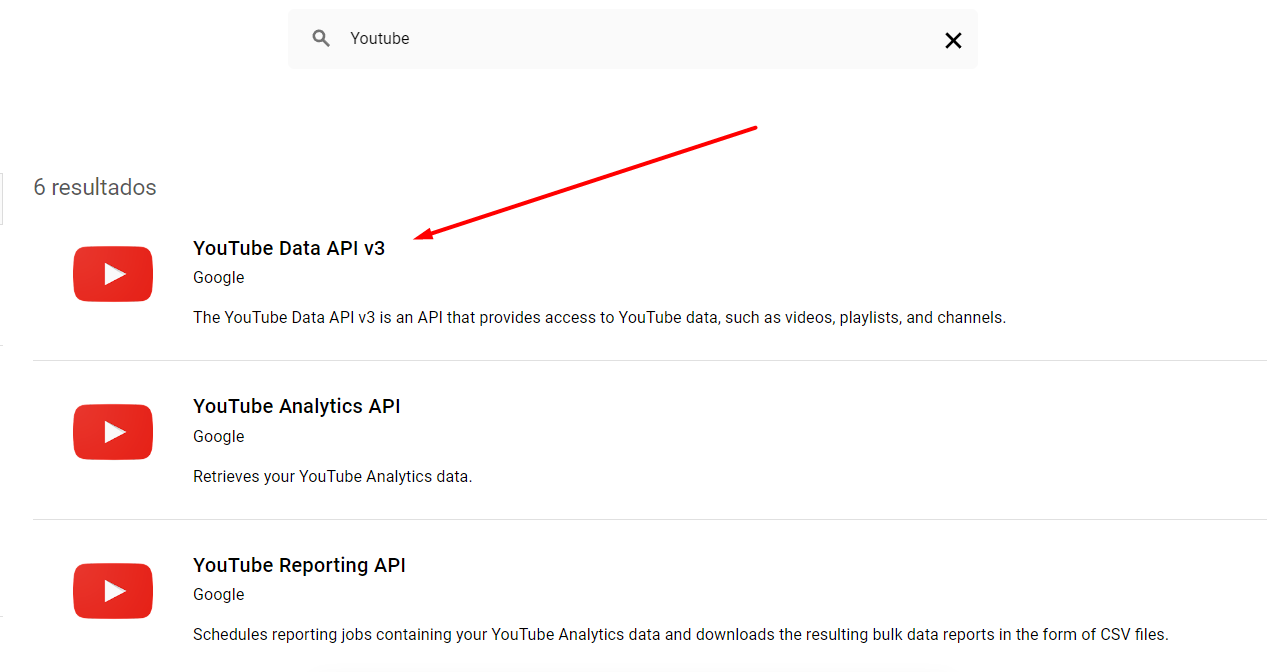 Youtube
6 resultados
YouTube Data API v3
Google
The YouTube Data API v3 is an API that provides access to YouTube data, such as videos, playlists, and channels.
YouTube Analytics API
Google
Retrieves your YouTube Analytics data.
YouTube Reporting API
Google
Schedules reporting jobs containing your YouTube Analytics data and downloads the resulting bulk data reports in the form of CSV files.